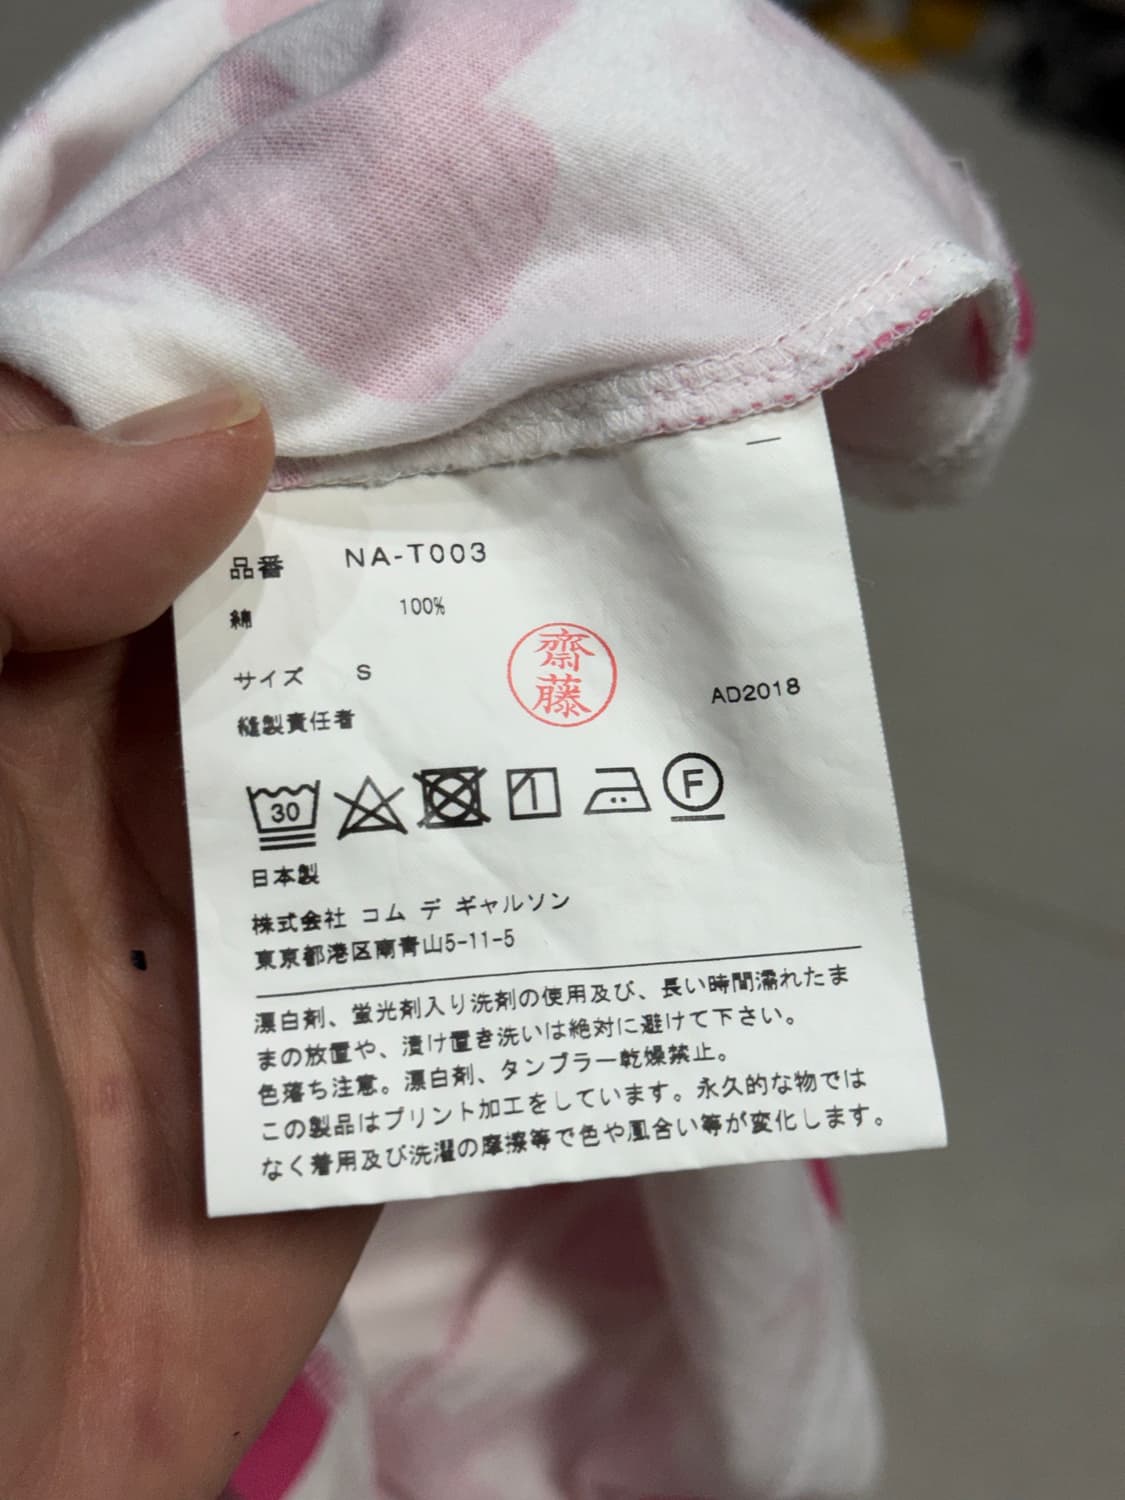 品番 NA-T003
綿 100%
サイズ S
縫製責任者
齋藤
AD2018
30
F
日本製
株式会社 コム デ ギャルソン
東京都港区南青山5-11-5
漂白剤、蛍光剤入り洗剤の使用及び、長い時間濡れたま
まの放置や、漬け置き洗いは絶対に避けて下さい。
色落ち注意。漂白剤、タンブラー乾燥禁止。
この製品はプリント加工をしています。永久的な物では
なく着用及び洗濯の摩擦等で色や風合い等が変化します。